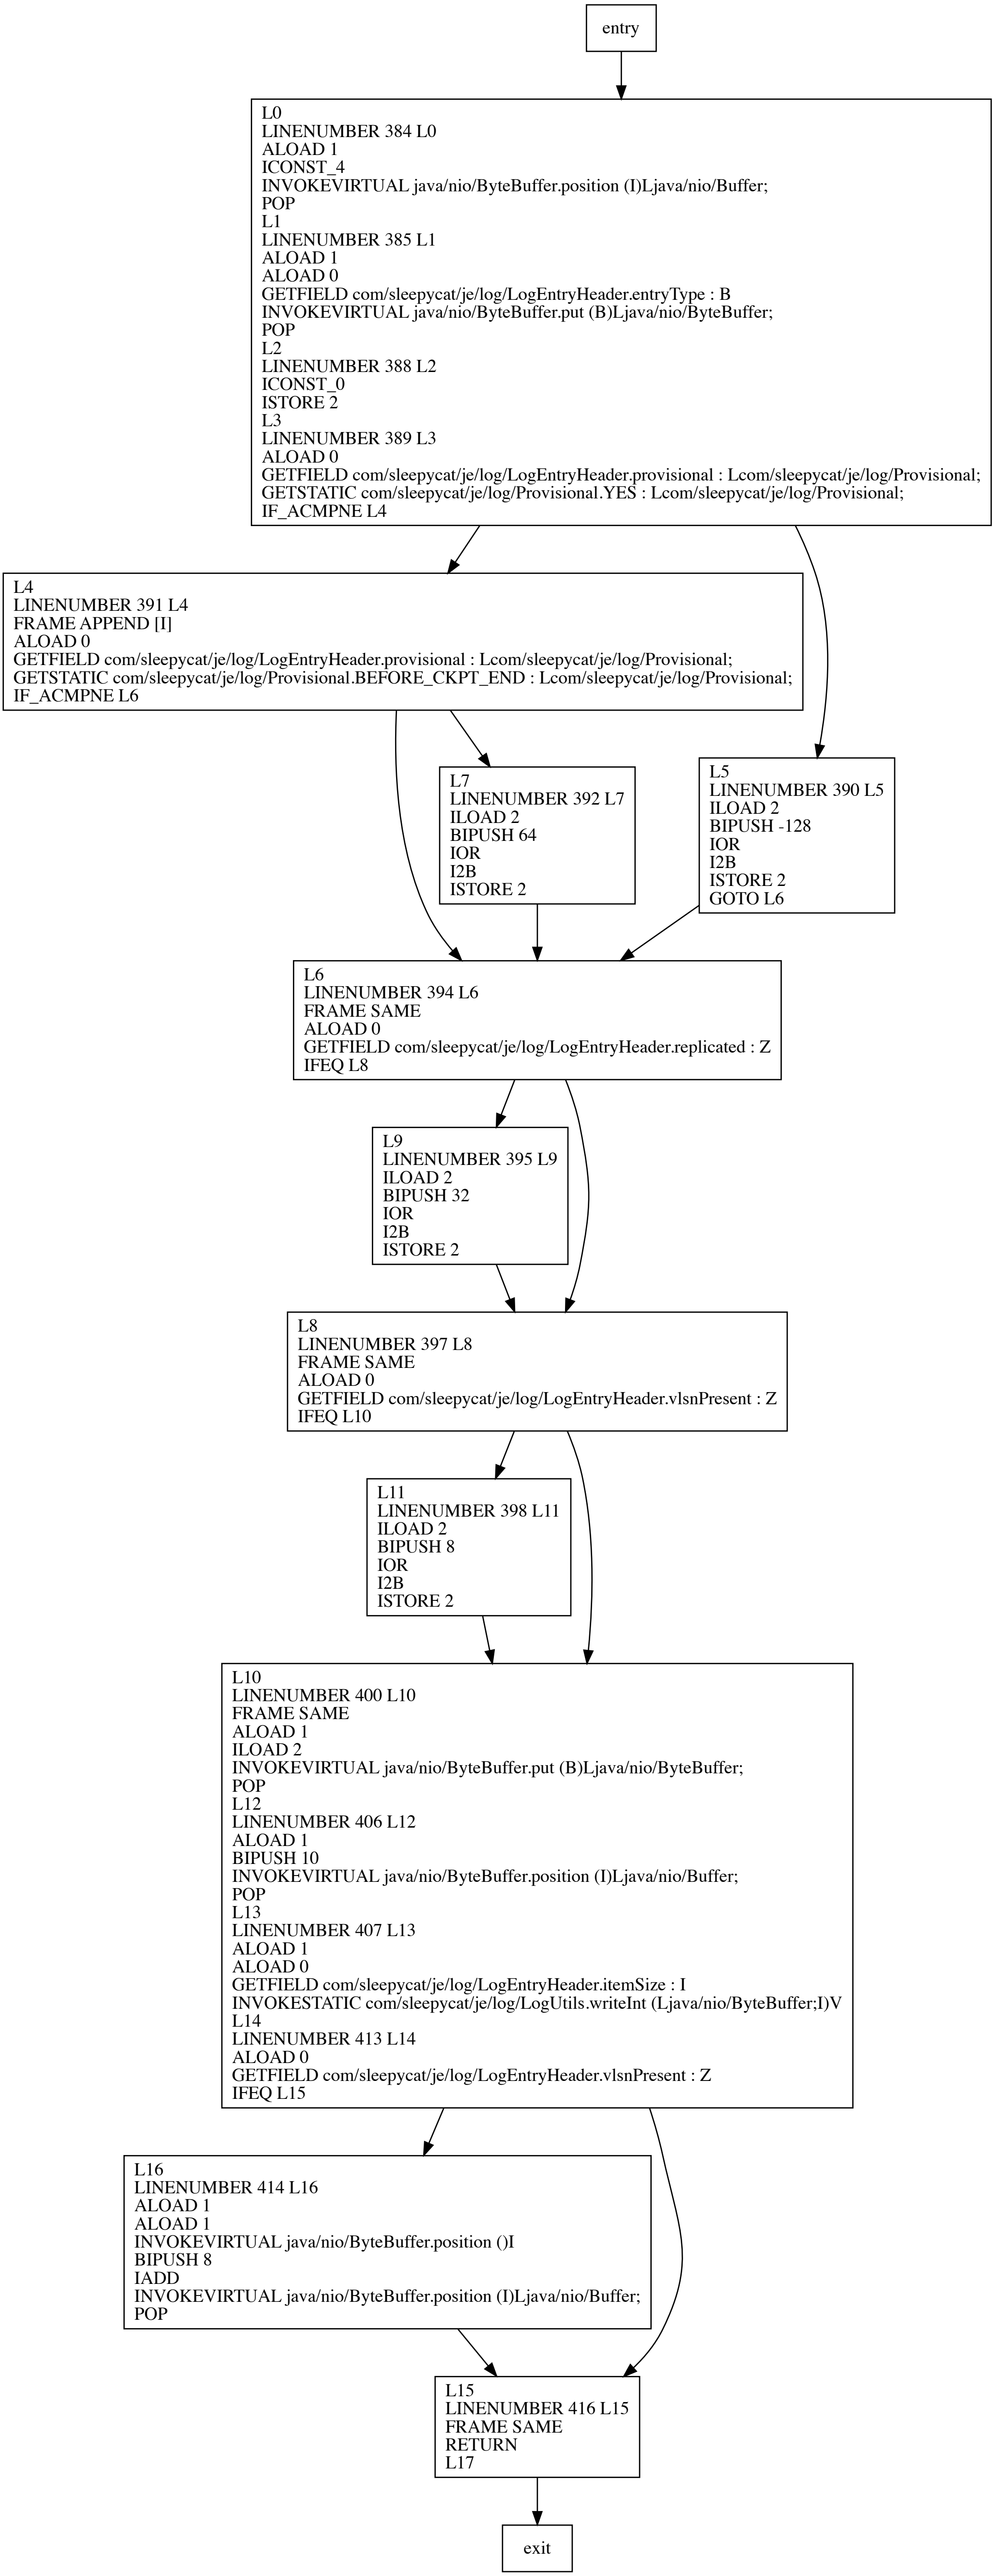 entry
L0
LINENUMBER 384 L0
ALOAD 1
ICONST_4
INVOKEVIRTUAL java/nio/ByteBuffer.position (I)Ljava/nio/Buffer;
POP
L1
LINENUMBER 385 L1
ALOAD 1
ALOAD 0
GETFIELD com/sleepycat/je/log/LogEntryHeader.entryType : B
INVOKEVIRTUAL java/nio/ByteBuffer.put (B)Ljava/nio/ByteBuffer;
POP
L2
LINENUMBER 388 L2
ICONST_0
ISTORE 2
L3
LINENUMBER 389 L3
ALOAD 0
GETFIELD com/sleepycat/je/log/LogEntryHeader.provisional : Lcom/sleepycat/je/log/Provisional;
GETSTATIC com/sleepycat/je/log/Provisional.YES : Lcom/sleepycat/je/log/Provisional;
IF_ACMPNE L4
L4
LINENUMBER 391 L4
FRAME APPEND [I]
ALOAD 0
GETFIELD com/sleepycat/je/log/LogEntryHeader.provisional : Lcom/sleepycat/je/log/Provisional;
GETSTATIC com/sleepycat/je/log/Provisional.BEFORE_CKPT_END : Lcom/sleepycat/je/log/Provisional;
IF_ACMPNE L6
L7
LINENUMBER 392 L7
ILOAD 2
BIPUSH 64
IOR
I2B
ISTORE 2
L5
LINENUMBER 390 L5
ILOAD 2
BIPUSH -128
IOR
I2B
ISTORE 2
GOTO L6
L6
LINENUMBER 394 L6
FRAME SAME
ALOAD 0
GETFIELD com/sleepycat/je/log/LogEntryHeader.replicated : Z
IFEQ L8
L9
LINENUMBER 395 L9
ILOAD 2
BIPUSH 32
IOR
I2B
ISTORE 2
L8
LINENUMBER 397 L8
FRAME SAME
ALOAD 0
GETFIELD com/sleepycat/je/log/LogEntryHeader.vlsnPresent : Z
IFEQ L10
L11
LINENUMBER 398 L11
ILOAD 2
BIPUSH 8
IOR
I2B
ISTORE 2
L10
LINENUMBER 400 L10
FRAME SAME
ALOAD 1
ILOAD 2
INVOKEVIRTUAL java/nio/ByteBuffer.put (B)Ljava/nio/ByteBuffer;
POP
L12
LINENUMBER 406 L12
ALOAD 1
BIPUSH 10
INVOKEVIRTUAL java/nio/ByteBuffer.position (I)Ljava/nio/Buffer;
POP
L13
LINENUMBER 407 L13
ALOAD 1
ALOAD 0
GETFIELD com/sleepycat/je/log/LogEntryHeader.itemSize : I
INVOKESTATIC com/sleepycat/je/log/LogUtils.writeInt (Ljava/nio/ByteBuffer;I)V
L14
LINENUMBER 413 L14
ALOAD 0
GETFIELD com/sleepycat/je/log/LogEntryHeader.vlsnPresent : Z
IFEQ L15
L16
LINENUMBER 414 L16
ALOAD 1
ALOAD 1
INVOKEVIRTUAL java/nio/ByteBuffer.position ()I
BIPUSH 8
IADD
INVOKEVIRTUAL java/nio/ByteBuffer.position (I)Ljava/nio/Buffer;
POP
L15
LINENUMBER 416 L15
FRAME SAME
RETURN
L17
exit